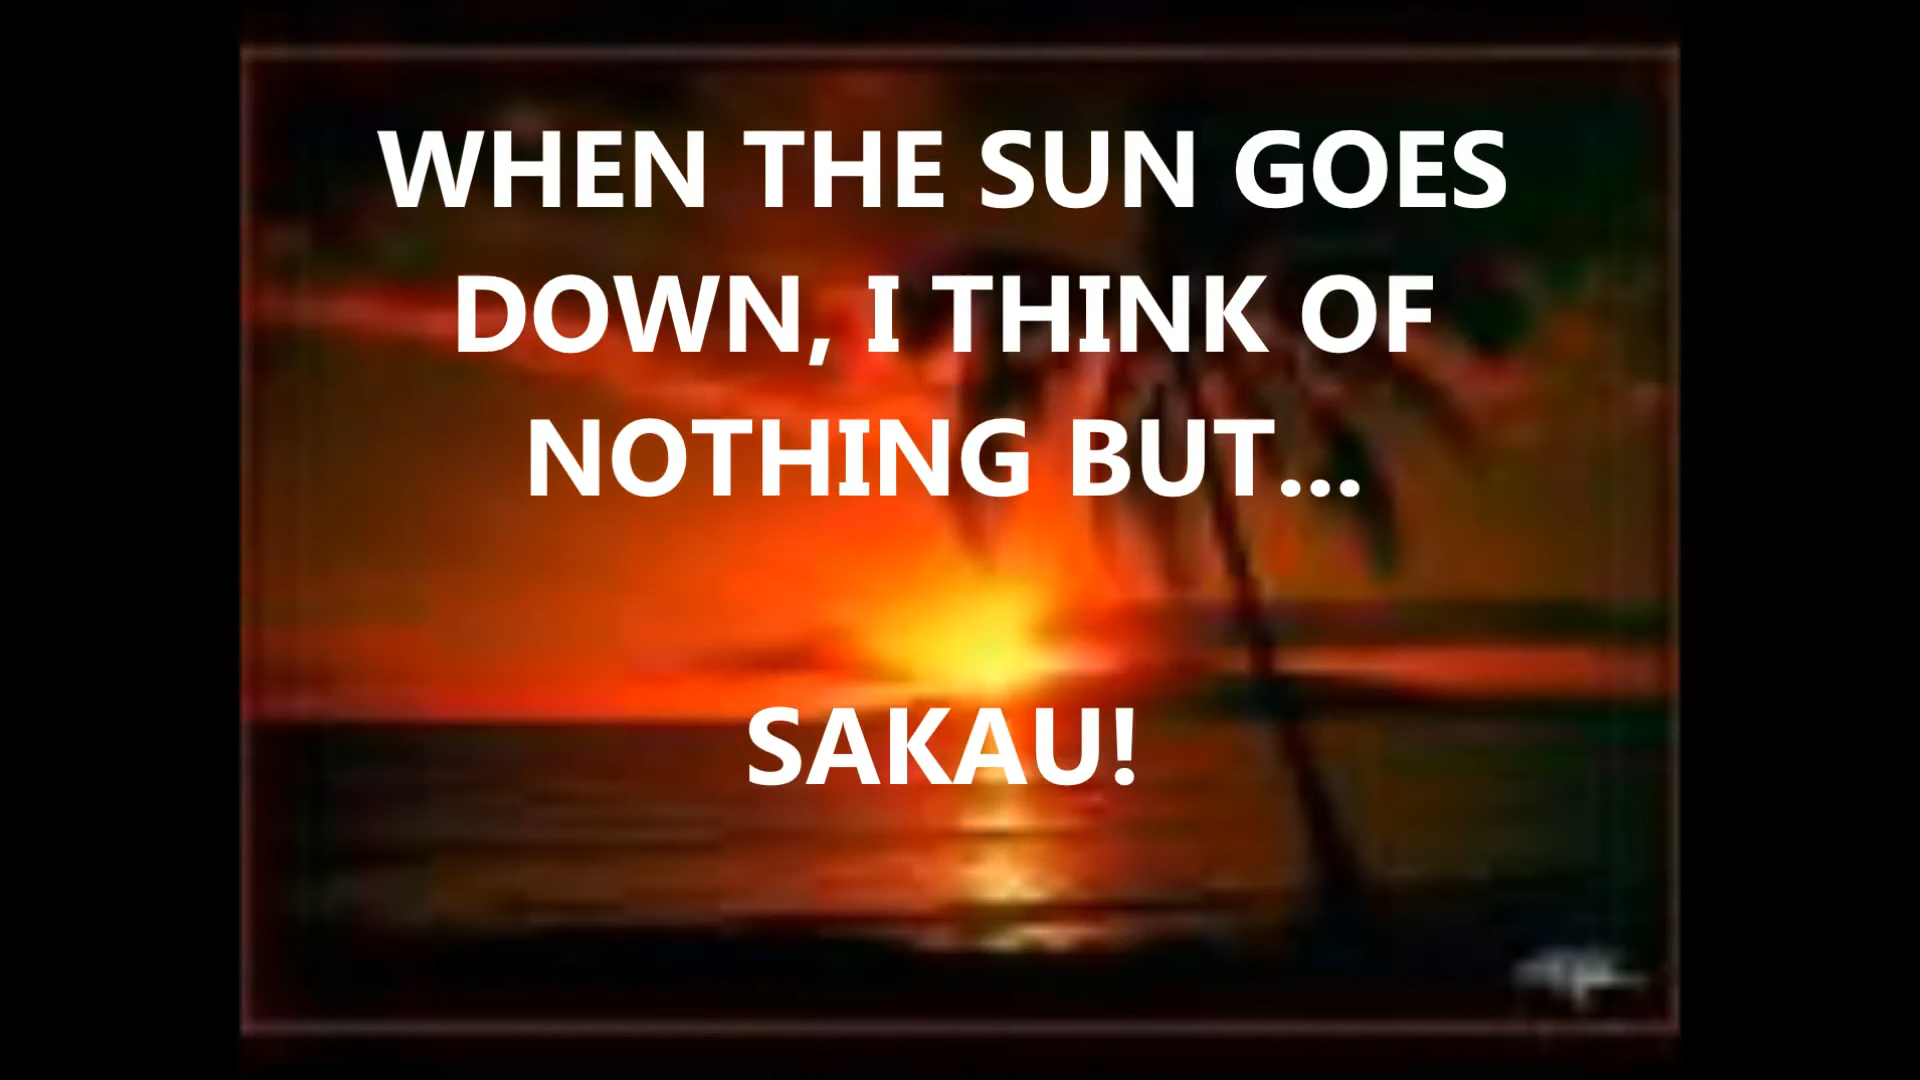 WHEN THE SUN GOES
DOWN, I THINK OF
NOTHING BUT...
SAKAU!